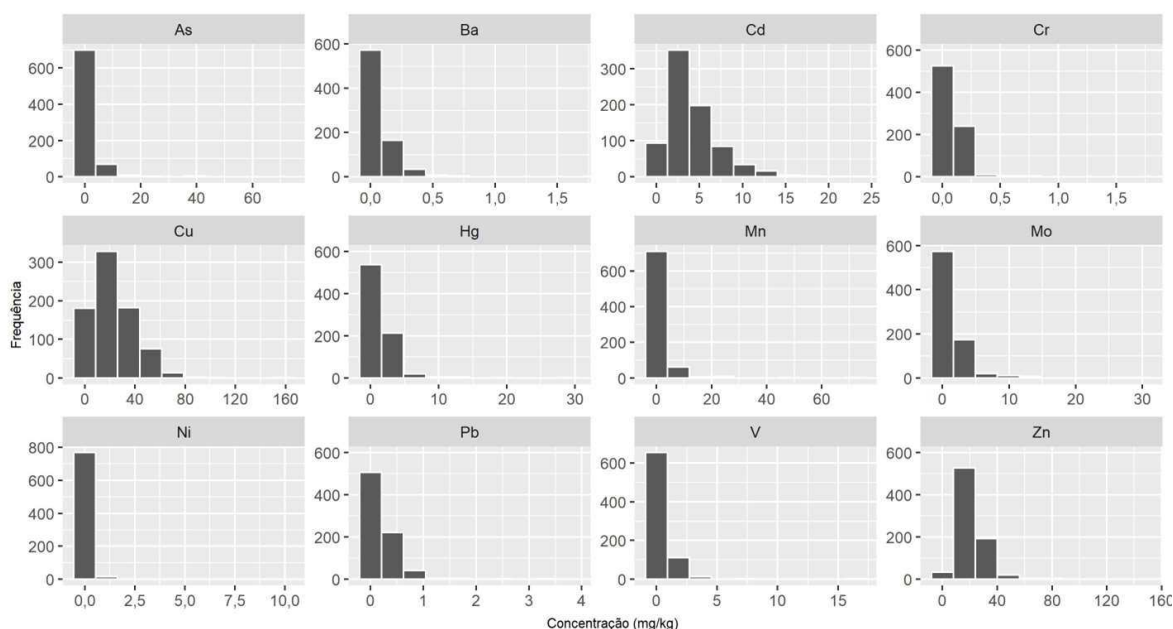 As Ba Cd Cr
600 400 200 0
0 20 40 60
600 400 200 0
0,0 0,5 1,0 1,5
300 200 100 0
0 5 10 15 20 25
600 400 200 0
0,0 0,5 1,0 1,5
Cu Hg Mn Mo
300 200 100 0
0 40 80 120 160
600 400 200 0
0 10 20 30
600 400 200 0
0 20 40 60
600 400 200 0
0 10 20 30
Frequência
Ni Pb V Zn
800 600 400 200 0
0,0 2,5 5,0 7,5 10,0
600 400 200 0
0 1 2 3 4
600 400 200 0
0 5 10 15
600 400 200 0
0 40 80 120 160
Concentração (mg/kg)